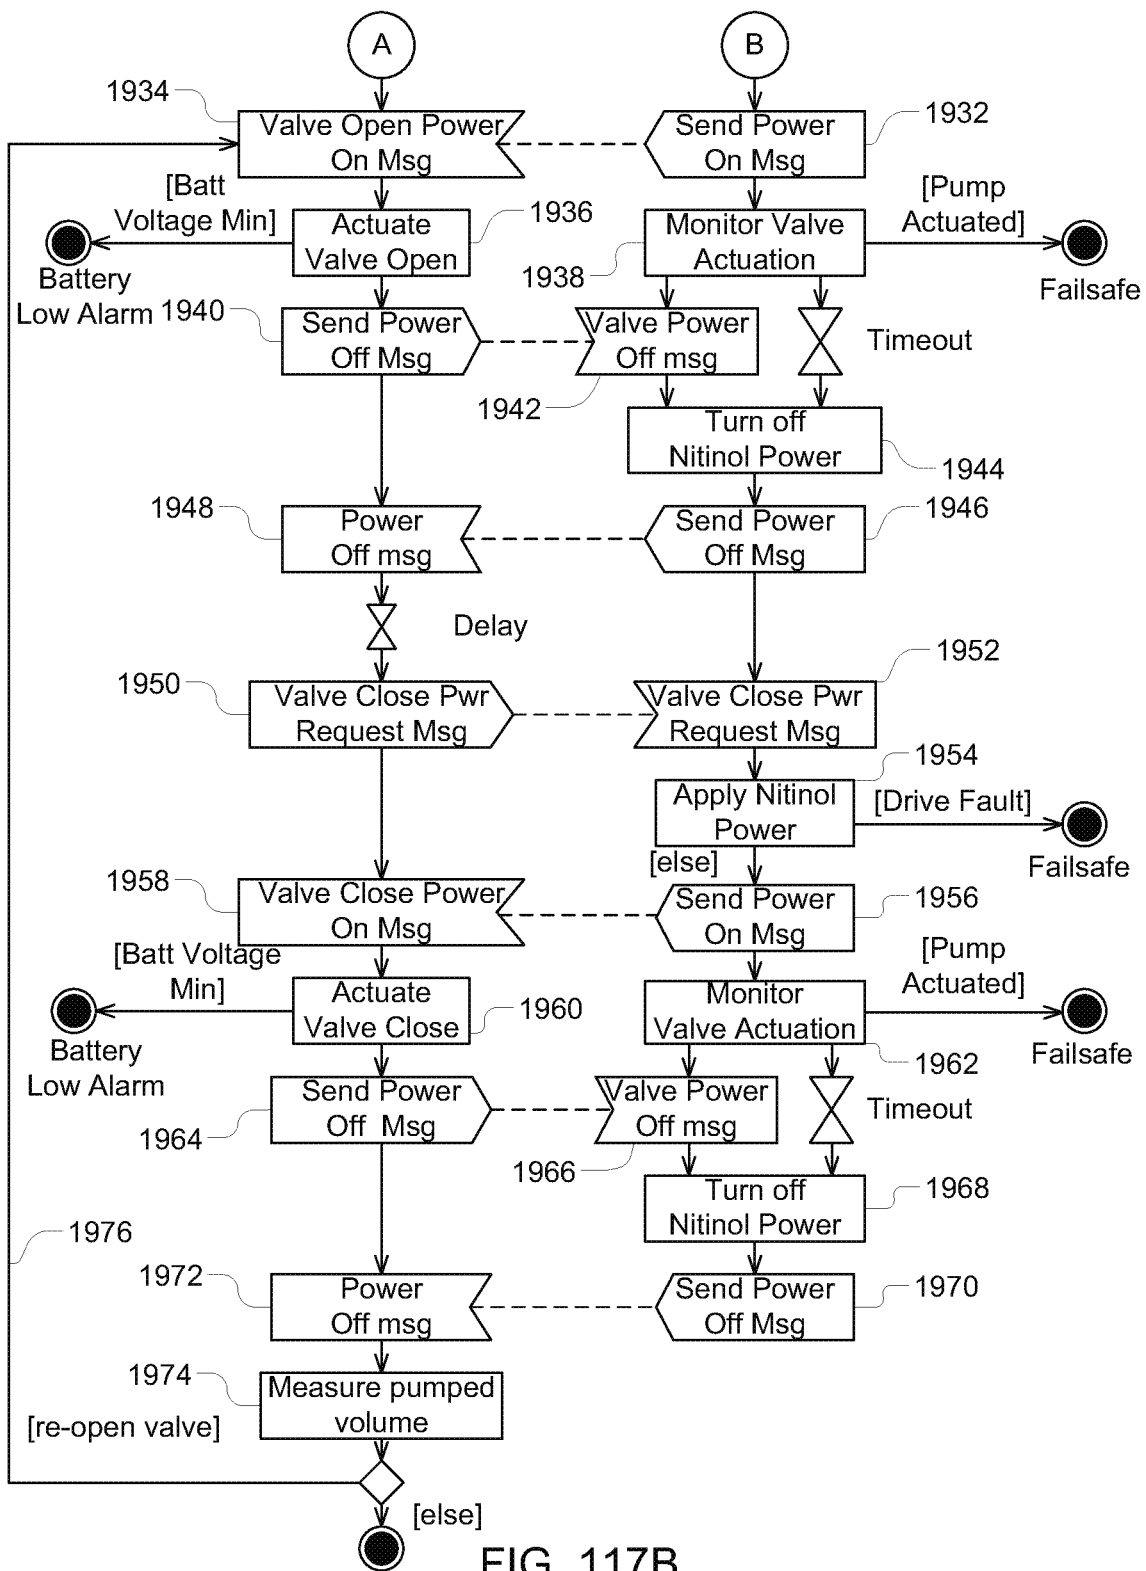 A
B
1934
Valve Open Power
On Msg
Send Power
On Msg
1932
[Batt
Voltage Min]
Actuate
Valve Open
1936
Monitor Valve
Actuation
1938
[Pump
Actuated]
Battery
Low Alarm
Failsafe
1940
Send Power
Off Msg
Valve Power
Off msg
Timeout
1942
Turn off
Nitinol Power
1944
1948
Power
Off msg
Send Power
Off Msg
1946
Delay
1950
Valve Close Pwr
Request Msg
Valve Close Pwr
Request Msg
1952
1954
Apply Nitinol
Power
[Drive Fault]
Failsafe
[else]
1958
Valve Close Power
On Msg
Send Power
On Msg
1956
[Batt Voltage
Min]
Actuate
Valve Close
1960
Monitor
Valve Actuation
1962
[Pump
Actuated]
Battery
Low Alarm
Failsafe
Send Power
Off Msg
1964
Valve Power
Off msg
1966
Timeout
Turn off
Nitinol Power
1968
1976
1972
Power
Off msg
Send Power
Off Msg
1970
1974
Measure pumped
volume
[re-open valve]
[else]
FIG. 117B